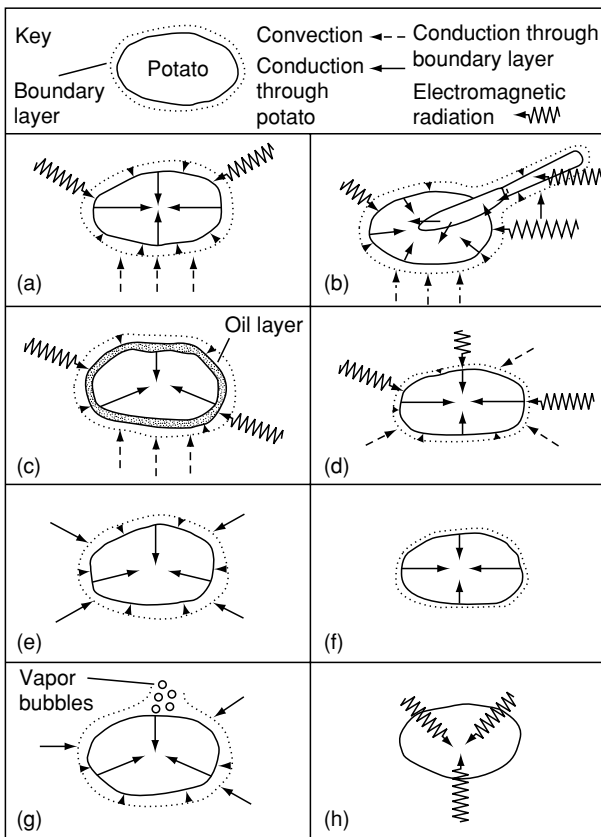 Key
Potato
Boundary
layer
Convection
Conduction
through
potato
Conduction through
boundary layer
Electromagnetic
radiation
(a)
(b)
Oil layer
(c)
(d)
(e)
(f)
Vapor
bubbles
(g)
(h)